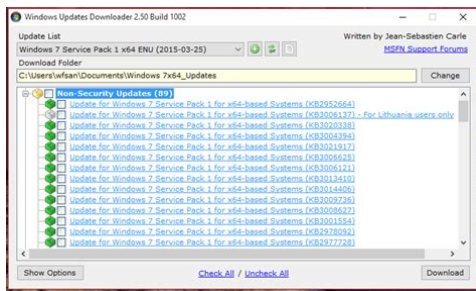 Windows Updates Downloader 2.50 Build 1002
Update List
Written by Jean-Sebastien Carle
Windows 7 Service Pack 1 x64 ENU (2015-03-25)
MSFN Support Forums
Download Folder
C:\Users\wfsan\Documents\Windows 7x64_Updates
Change
Non-Security Updates (89)
Update for Windows 7 Service Pack 1 for x64-based Systems (KB2952664)
Update for Windows 7 Service Pack 1 for x64-based Systems (KB3006137) - For Lithuania users only
Update for Windows 7 Service Pack 1 for x64-based Systems (KB3020338)
Update for Windows 7 Service Pack 1 for x64-based Systems (KB3004394)
Update for Windows 7 Service Pack 1 for x64-based Systems (KB3021917)
Update for Windows 7 Service Pack 1 for x64-based Systems (KB3006625)
Update for Windows 7 Service Pack 1 for x64-based Systems (KB3006121)
Update for Windows 7 Service Pack 1 for x64-based Systems (KB3013410)
Update for Windows 7 Service Pack 1 for x64-based Systems (KB3014406)
Update for Windows 7 Service Pack 1 for x64-based Systems (KB3009736)
Update for Windows 7 Service Pack 1 for x64-based Systems (KB3008627)
Update for Windows 7 Service Pack 1 for x64-based Systems (KB3001554)
Update for Windows 7 Service Pack 1 for x64-based Systems (KB2978092)
Update for Windows 7 Service Pack 1 for x64-based Systems (KB2977728)
Show Options
Check All / Uncheck All
Download